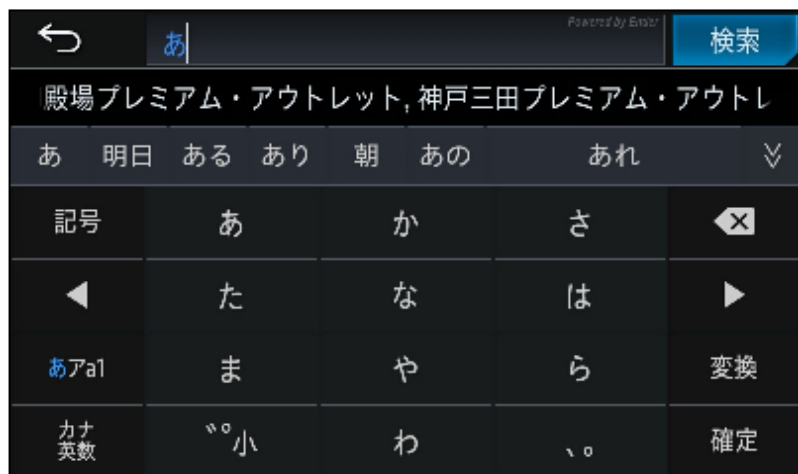 あ Powered by Emder 検索
殿場プレミアム・アウトレット, 神戸三田プレミアム・アウトレ
あ 明日 ある あり 朝 あの あれ
記号 あ か さ
た な は
あアa1 ま や ら 変換
カナ英数 ゛゜小 わ 、。 確定